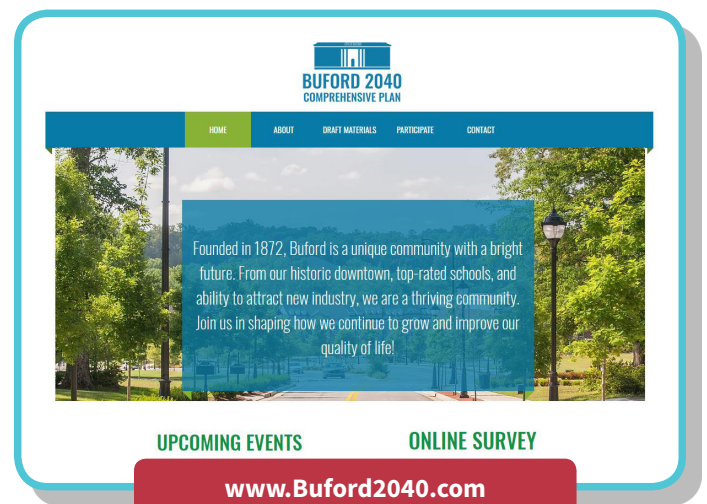 BUFORD 2040
COMPREHENSIVE PLAN
HOME ABOUT DRAFT MATERIALS PARTICIPATE CONTACT
Founded in 1872, Buford is a unique community with a bright
future. From our historic downtown, top-rated schools, and
ability to attract new industry, we are a thriving community.
Join us in shaping how we continue to grow and improve our
quality of life!
UPCOMING EVENTS ONLINE SURVEY
www.Buford2040.com